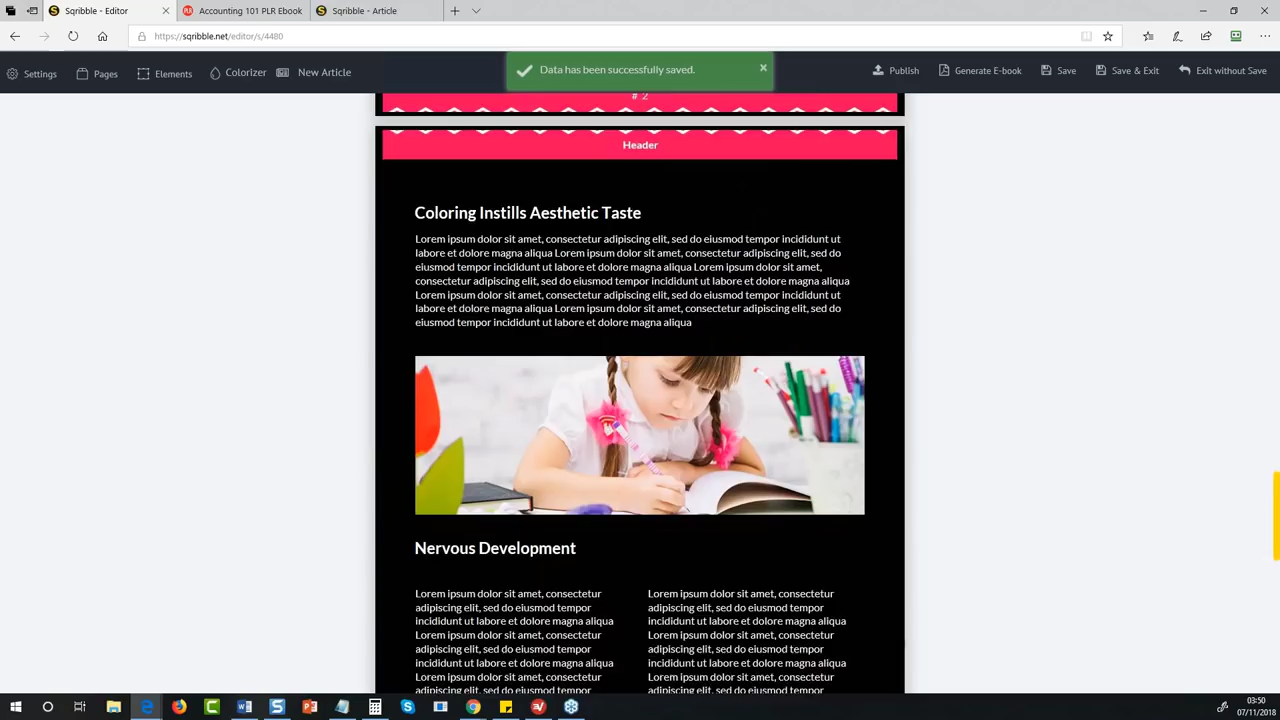 Sqribble - Editor
Accounting 101 PLR Ebook
Sqribble - Article
https://sqribble.net/editor/s/4480
Settings
Pages
Elements
Colorizer
New Article
Data has been successfully saved.
Publish
Generate E-book
Save
Save & Exit
Exit without Save
# 2
Header
Coloring Instills Aesthetic Taste
Lorem ipsum dolor sit amet, consectetur adipiscing elit, sed do eiusmod tempor incididunt ut
labore et dolore magna aliqua Lorem ipsum dolor sit amet, consectetur adipiscing elit, sed do
eiusmod tempor incididunt ut labore et dolore magna aliqua Lorem ipsum dolor sit amet,
consectetur adipiscing elit, sed do eiusmod tempor incididunt ut labore et dolore magna aliqua
Lorem ipsum dolor sit amet, consectetur adipiscing elit, sed do eiusmod tempor incididunt ut
labore et dolore magna aliqua Lorem ipsum dolor sit amet, consectetur adipiscing elit, sed do
eiusmod tempor incididunt ut labore et dolore magna aliqua
Nervous Development
Lorem ipsum dolor sit amet, consectetur
adipiscing elit, sed do eiusmod tempor
incididunt ut labore et dolore magna aliqua
Lorem ipsum dolor sit amet, consectetur
adipiscing elit, sed do eiusmod tempor
incididunt ut labore et dolore magna aliqua
Lorem ipsum dolor sit amet, consectetur
adipiscing elit, sed do eiusmod tempor
Lorem ipsum dolor sit amet, consectetur
adipiscing elit, sed do eiusmod tempor
incididunt ut labore et dolore magna aliqua
Lorem ipsum dolor sit amet, consectetur
adipiscing elit, sed do eiusmod tempor
incididunt ut labore et dolore magna aliqua
Lorem ipsum dolor sit amet, consectetur
adipiscing elit, sed do eiusmod tempor
03:50
07/11/2018